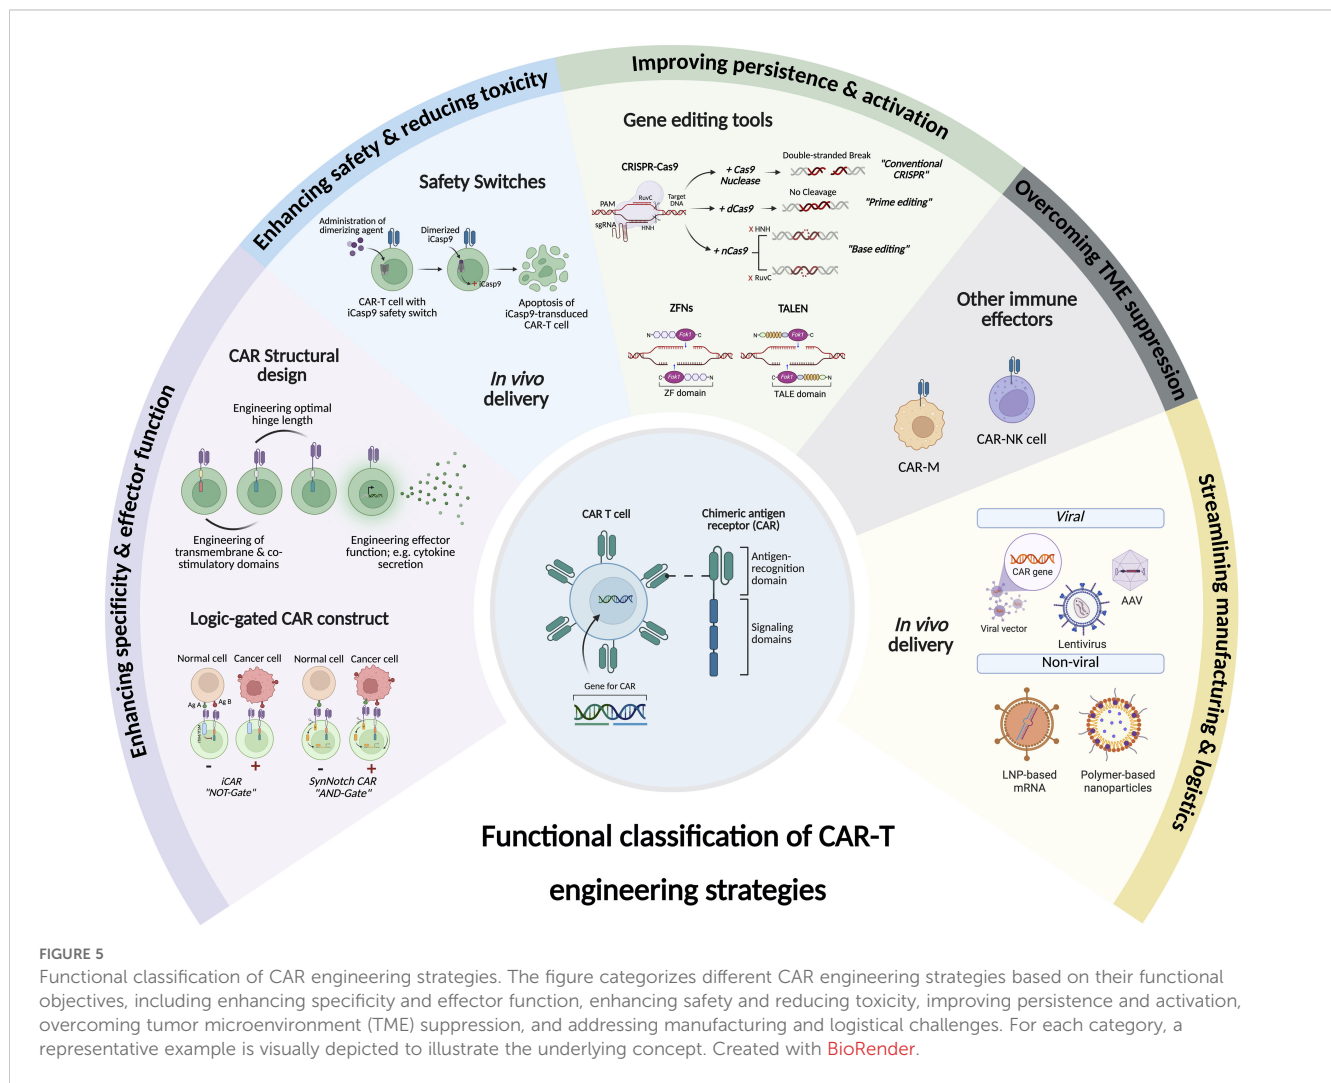 Enhancing specificity & effector function
Enhancing safety & reducing toxicity
Improving persistence & activation
Overcoming TME suppression
Streamlining manufacturing & logistics
CAR Structural
design
Engineering optimal
hinge length
Engineering of
transmembrane & co-
stimulatory domains
Engineering effector
function; e.g. cytokine
secretion
Logic-gated CAR construct
Normal cell
Cancer cell
Normal cell
Cancer cell
Ag A
Ag B
-
+
-
+
iCAR
"NOT-Gate"
SynNotch CAR
"AND-Gate"
Safety Switches
Administration of
dimerizing agent
Dimerized
iCasp9
+ iCasp9
CAR-T cell with
iCasp9 safety switch
Apoptosis of
iCasp9-transduced
CAR-T cell
In vivo
delivery
Gene editing tools
CRISPR-Cas9
PAM
RuvC
Target
DNA
sgRNA
HNH
+ Cas9
Nuclease
Double-stranded Break
"Conventional
CRISPR"
+ dCas9
No Cleavage
"Prime editing"
+ nCas9
X HNH
X RuvC
"Base editing"
ZFNs
N
Fok1
C
C
Fok1
N
ZF domain
TALEN
N
Fok1
C
C
Fok1
N
TALE domain
Other immune
effectors
CAR-M
CAR-NK cell
In vivo
delivery
Viral
CAR gene
Viral vector
Lentivirus
AAV
Non-viral
LNP-based
mRNA
Polymer-based
nanoparticles
CAR T cell
Gene for CAR
Chimeric antigen
receptor (CAR)
Antigen-
recognition
domain
Signaling
domains
Functional classification of CAR-T
engineering strategies
FIGURE 5
Functional classification of CAR engineering strategies. The figure categorizes different CAR engineering strategies based on their functional
objectives, including enhancing specificity and effector function, enhancing safety and reducing toxicity, improving persistence and activation,
overcoming tumor microenvironment (TME) suppression, and addressing manufacturing and logistical challenges. For each category, a
representative example is visually depicted to illustrate the underlying concept. Created with BioRender.